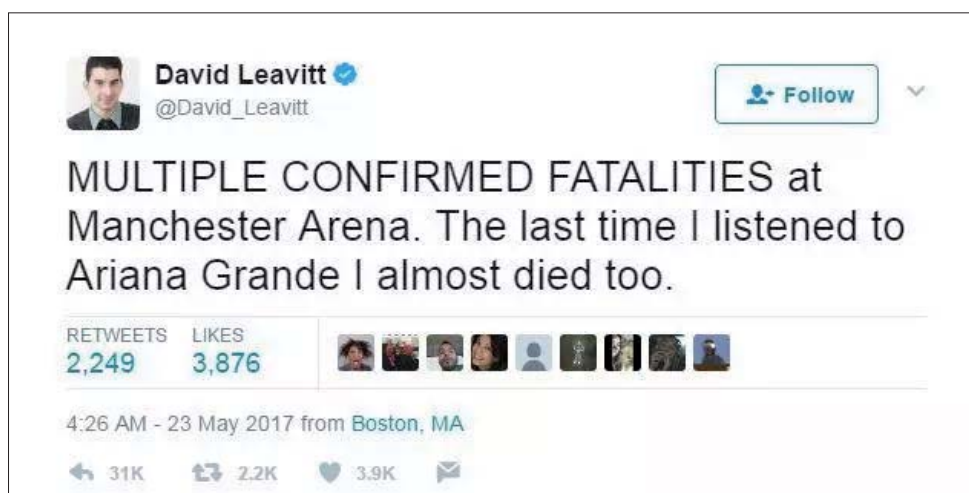 David Leavitt
@David_Leavitt
Follow
MULTIPLE CONFIRMED FATALITIES at
Manchester Arena. The last time I listened to
Ariana Grande I almost died too.
RETWEETS LIKES
2,249 3,876
4:26 AM - 23 May 2017 from Boston, MA
31K 2.2K 3.9K